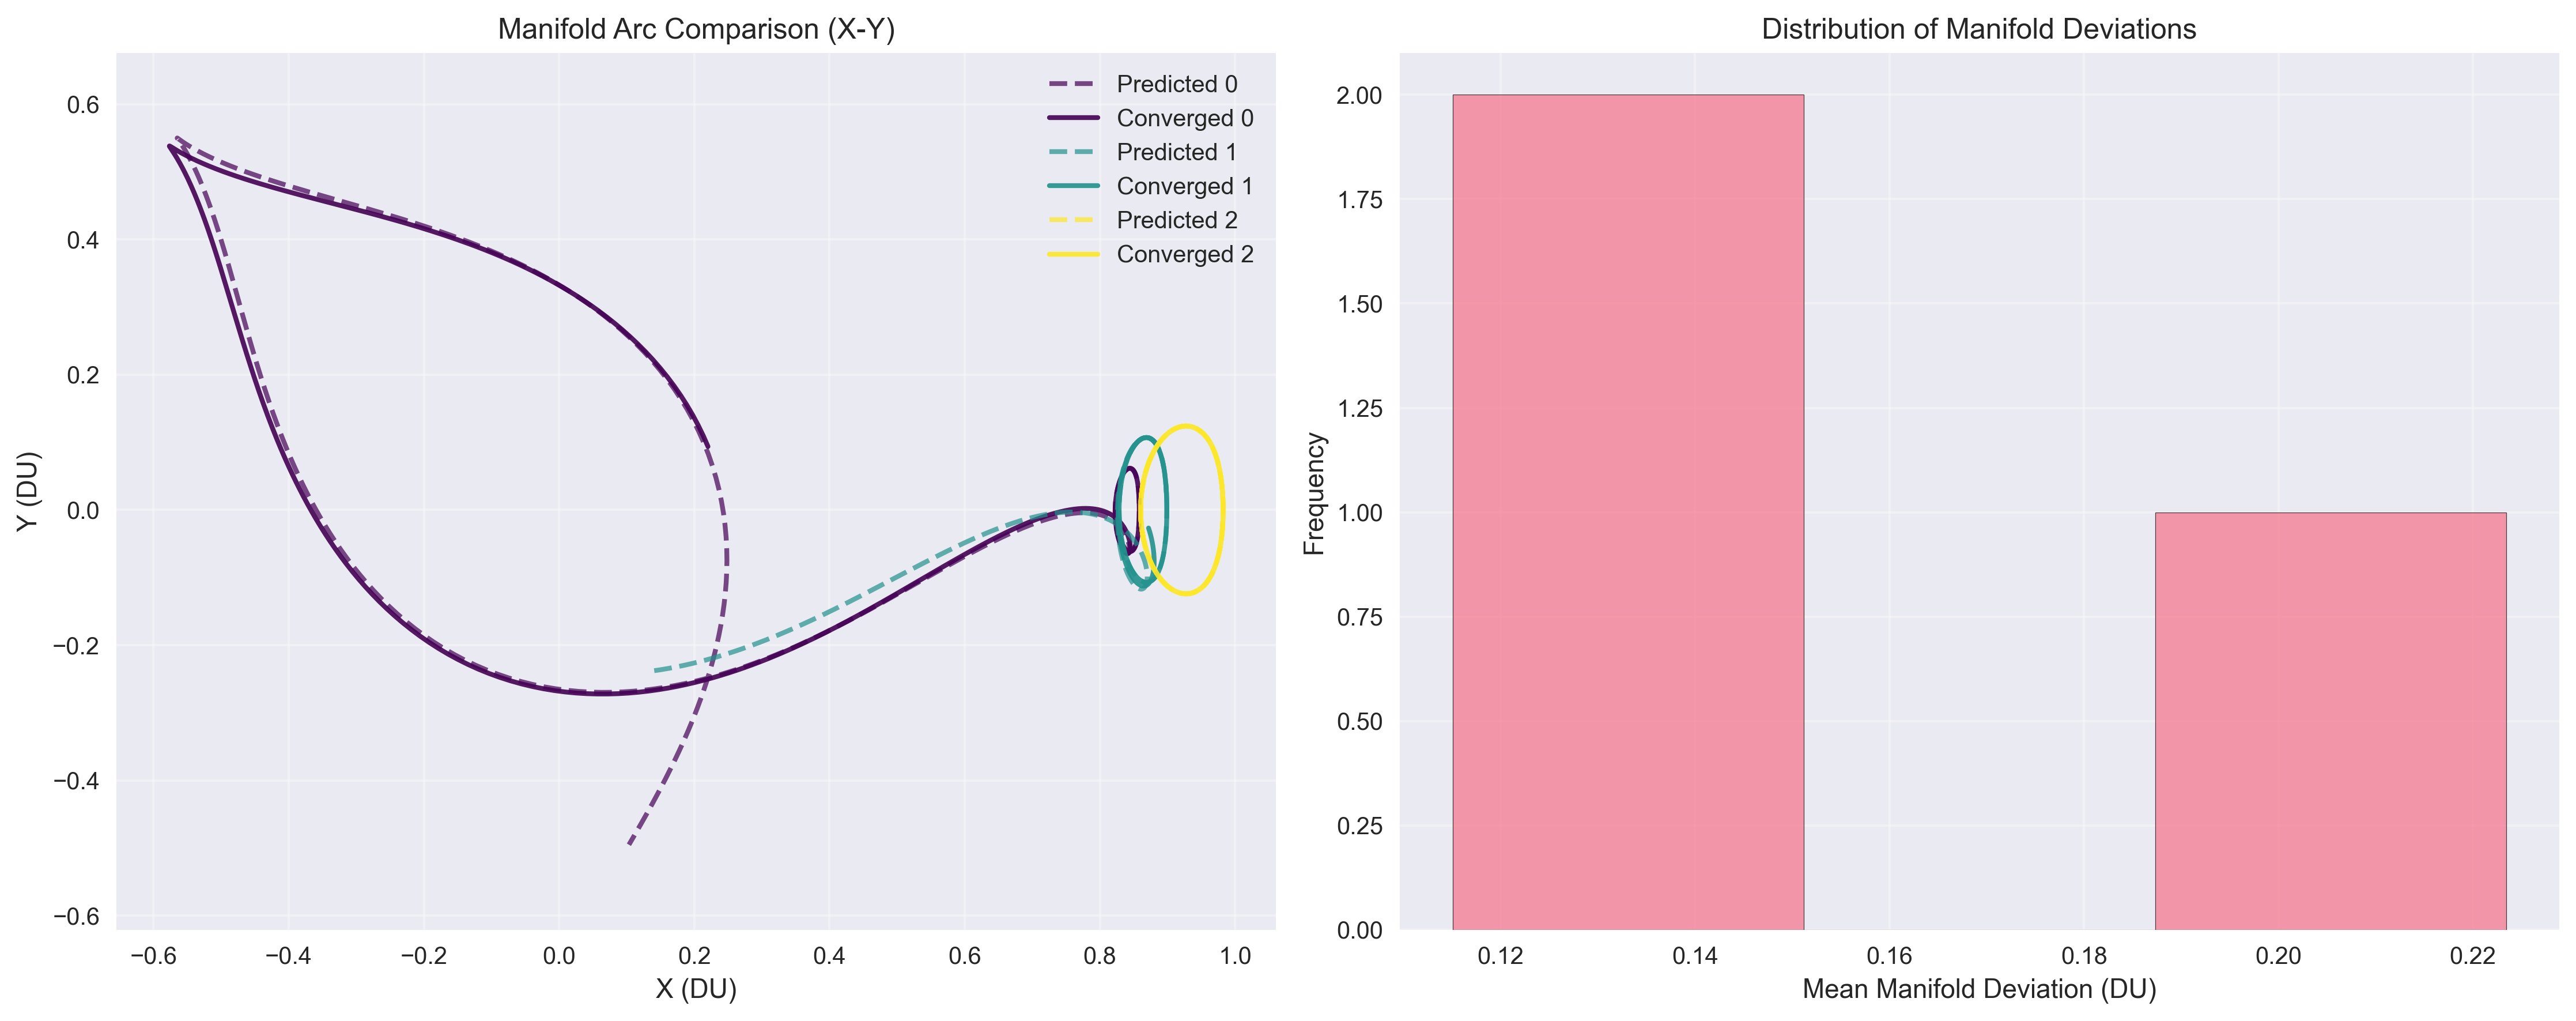 Manifold Arc Comparison (X-Y)
Predicted 0
Converged 0
Predicted 1
Converged 1
Predicted 2
Converged 2
Y (DU)
0.6
0.4
0.2
0.0
−0.2
−0.4
−0.6
−0.6 −0.4 −0.2 0.0 0.2 0.4 0.6 0.8 1.0
X (DU)
Distribution of Manifold Deviations
Frequency
2.00
1.75
1.50
1.25
1.00
0.75
0.50
0.25
0.00
0.12 0.14 0.16 0.18 0.20 0.22
Mean Manifold Deviation (DU)